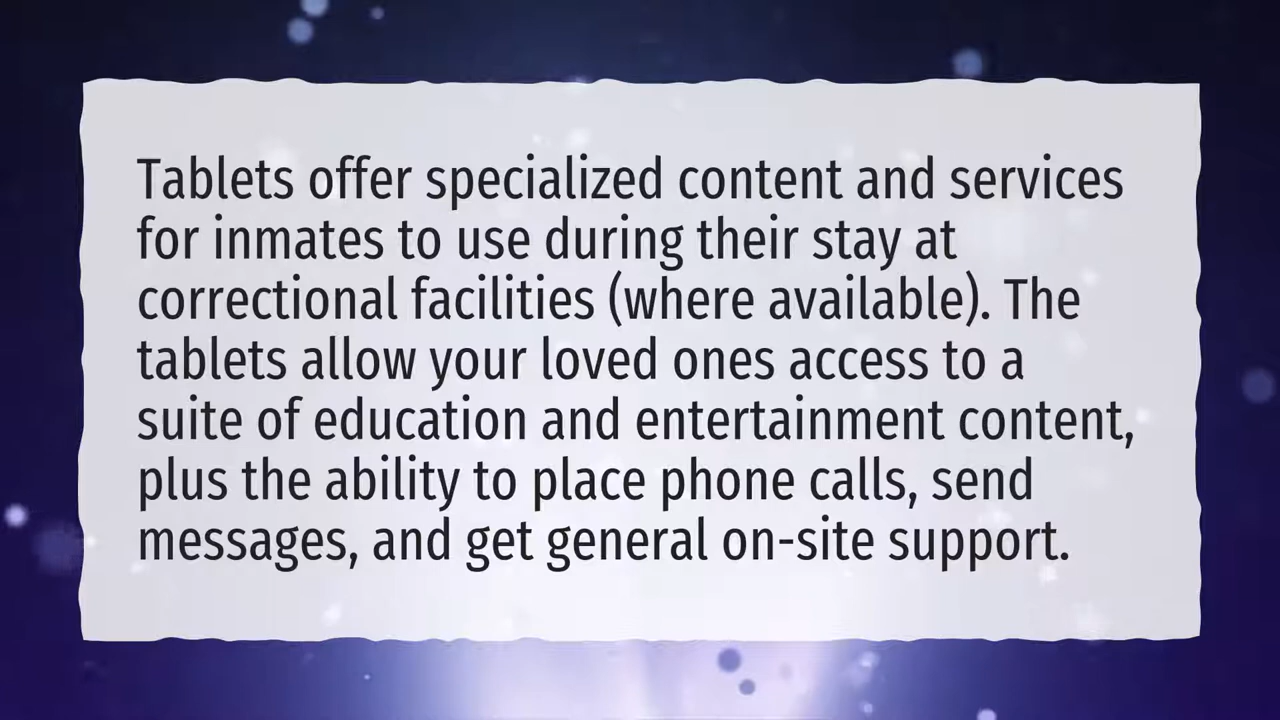 Tablets offer specialized content and services
for inmates to use during their stay at
correctional facilities (where available). The
tablets allow your loved ones access to a
suite of education and entertainment content,
plus the ability to place phone calls, send
messages, and get general on-site support.